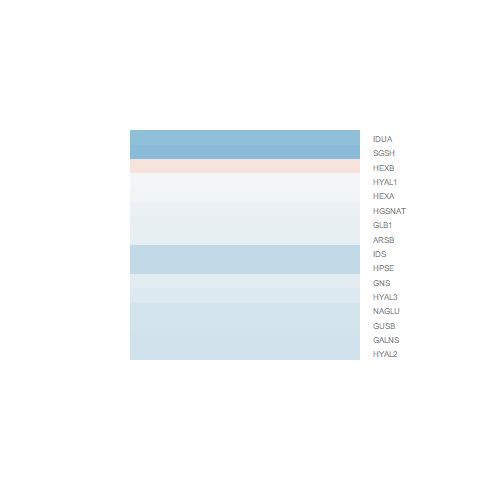 IDUA
SGSH
HEXB
HYAL1
HEXA
HGSNAT
GLB1
ARSB
IDS
HPSE
GNS
HYAL3
NAGLU
GUSB
GALNS
HYAL2